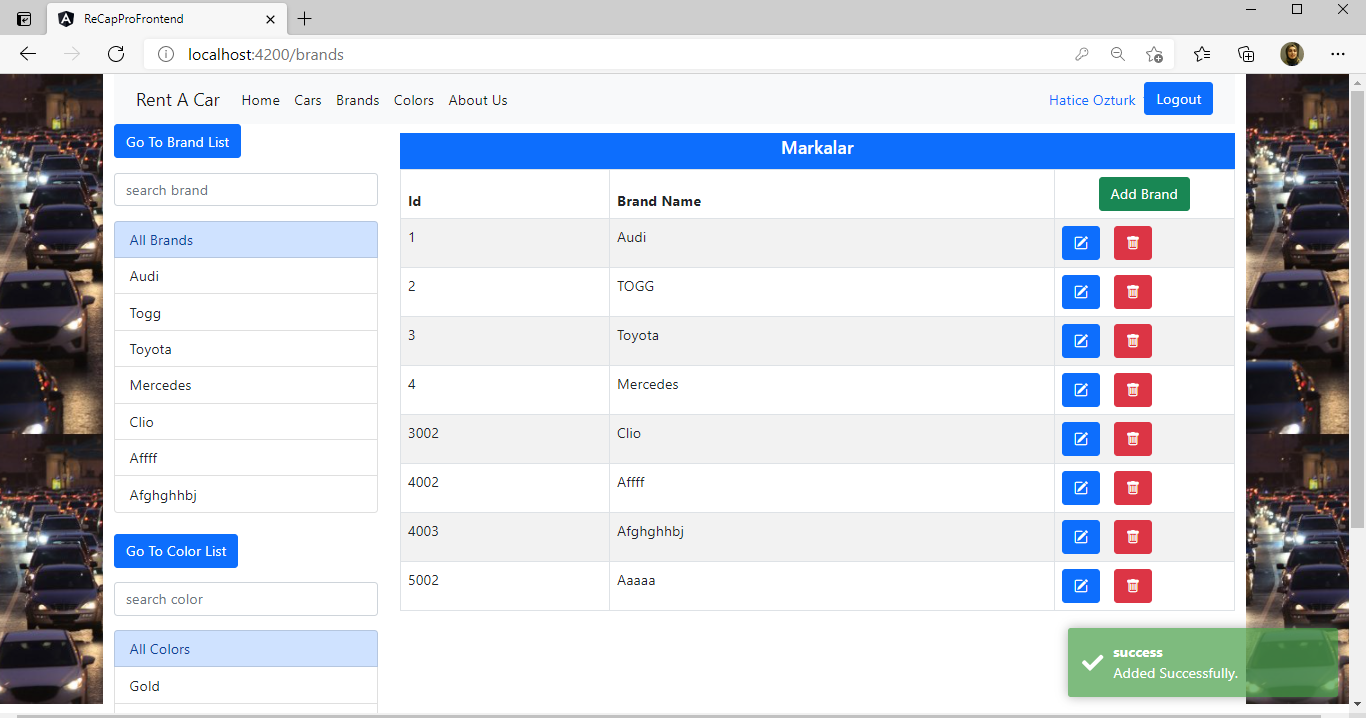 ReCapProFrontend
localhost:4200/brands
Rent A Car Home Cars Brands Colors About Us Hatice Ozturk Logout
Go To Brand List
search brand
All Brands
Audi
Togg
Toyota
Mercedes
Clio
Affff
Afghghhbj
Go To Color List
search color
All Colors
Gold
Markalar
Id Brand Name Add Brand
1 Audi
2 TOGG
3 Toyota
4 Mercedes
3002 Clio
4002 Affff
4003 Afghghhbj
5002 Aaaaa
success
Added Successfully.